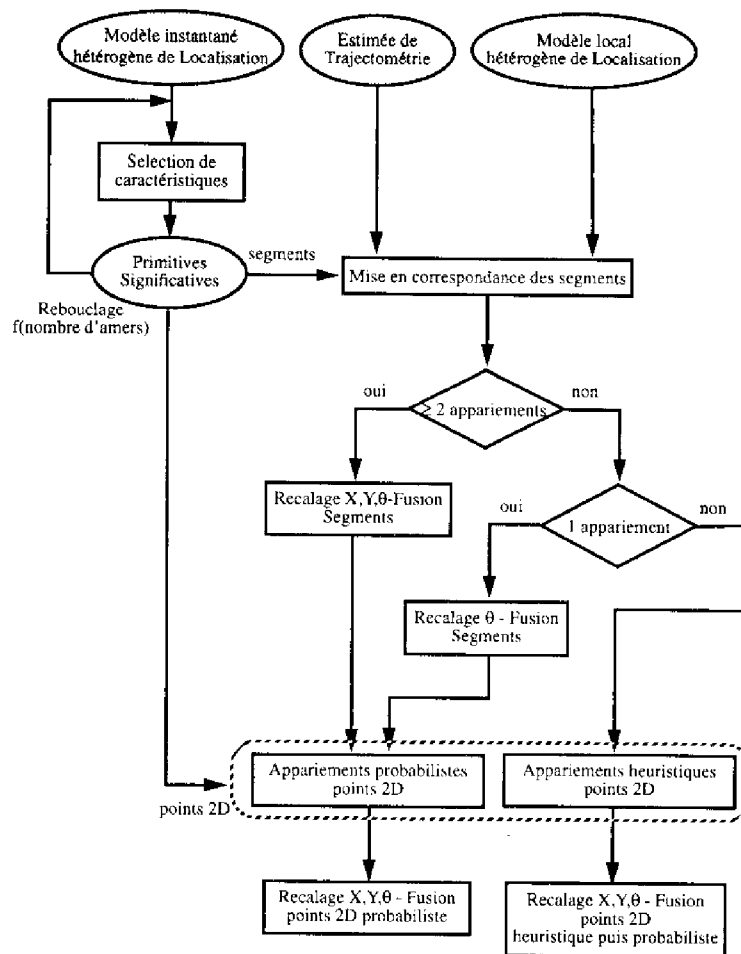 Modèle instantané
hétérogène de Localisation
Estimée de
Trajectométrie
Modèle local
hétérogène de Localisation
Selection de
caractéristiques
Primitives
Significatives
segments
Mise en correspondance des segments
Rebouclage
f(nombre d'amers)
oui
≥ 2 appariements
non
Recalage X,Y,θ-Fusion
Segments
oui
1 appariement
non
Recalage θ - Fusion
Segments
Appariements probabilistes
points 2D
Appariements heuristiques
points 2D
points 2D
Recalage X,Y,θ - Fusion
points 2D probabiliste
Recalage X,Y,θ - Fusion
points 2D
heuristique puis probabiliste